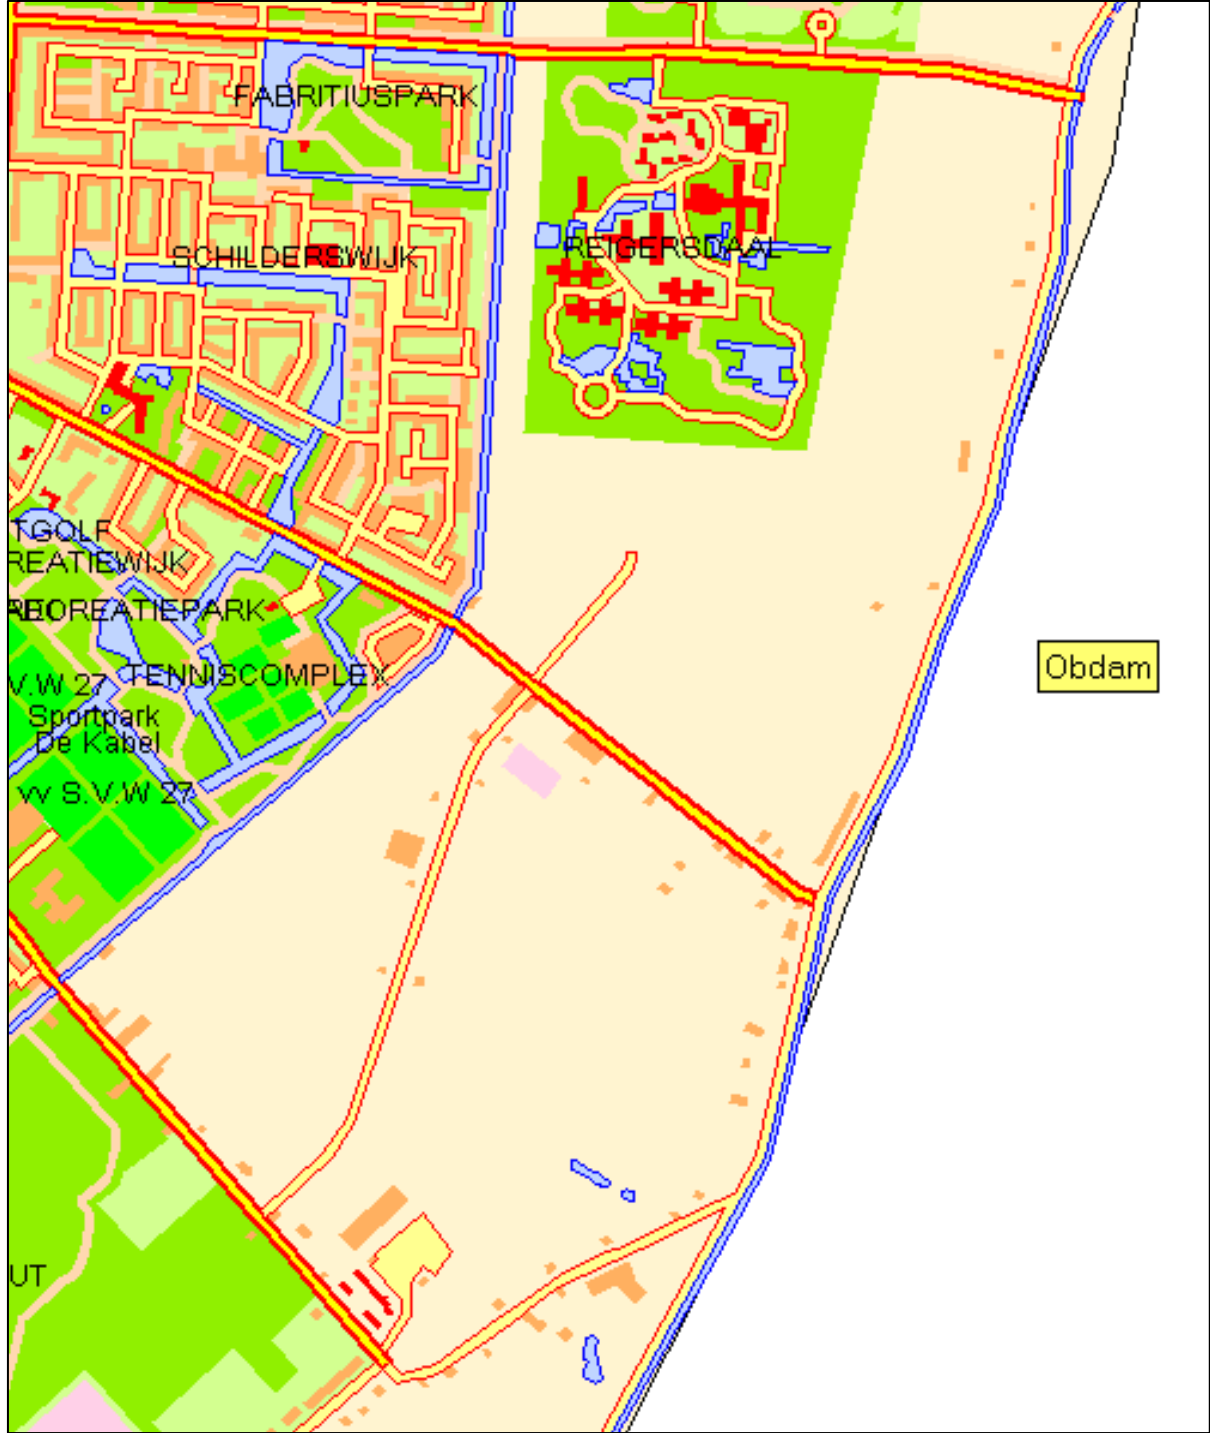 FABRITIUSPARK
SCHILDERSWIJK
REIGERSDAAL
TGOLF
REATIEWIJK
RECREATIEPARK
TENNISCOMPLEX
V.W 27
Sportpark
De Kabel
vv S.V.W 27
Obdam
UT